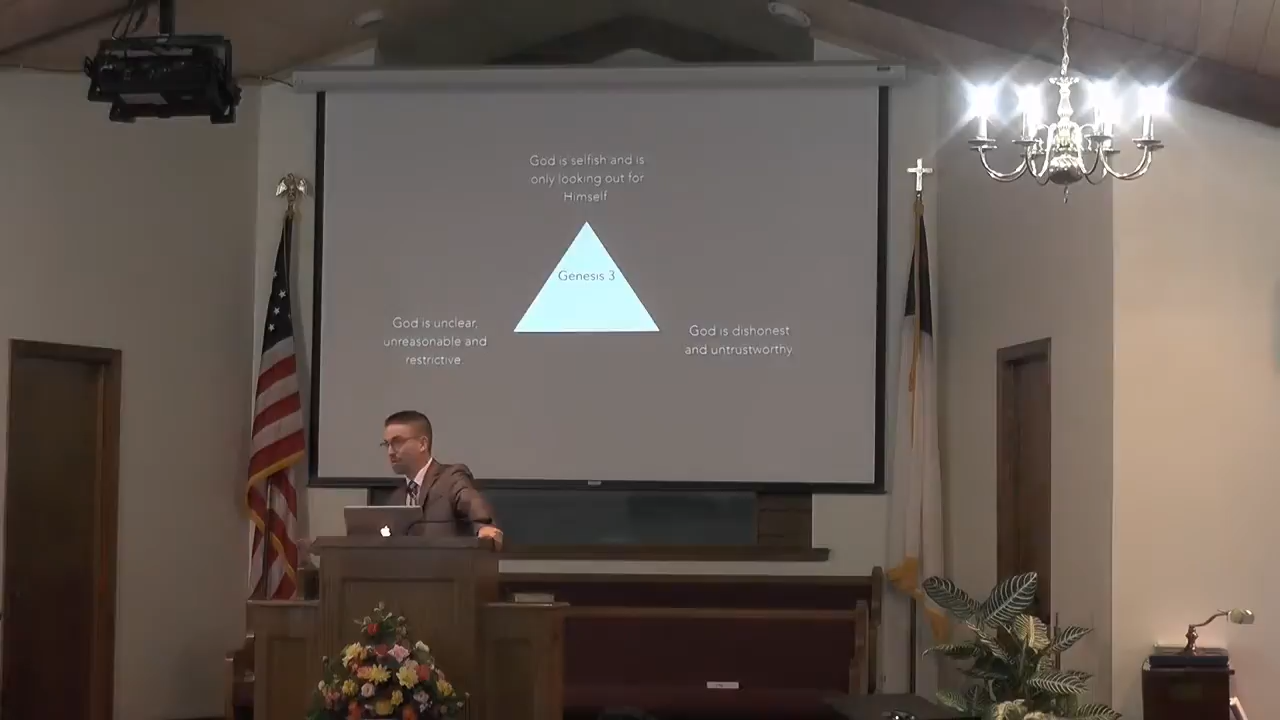 God is selfish and is
only looking out for
Himself
Genesis 3
God is unclear,
unreasonable and
restrictive.
God is dishonest
and untrustworthy.